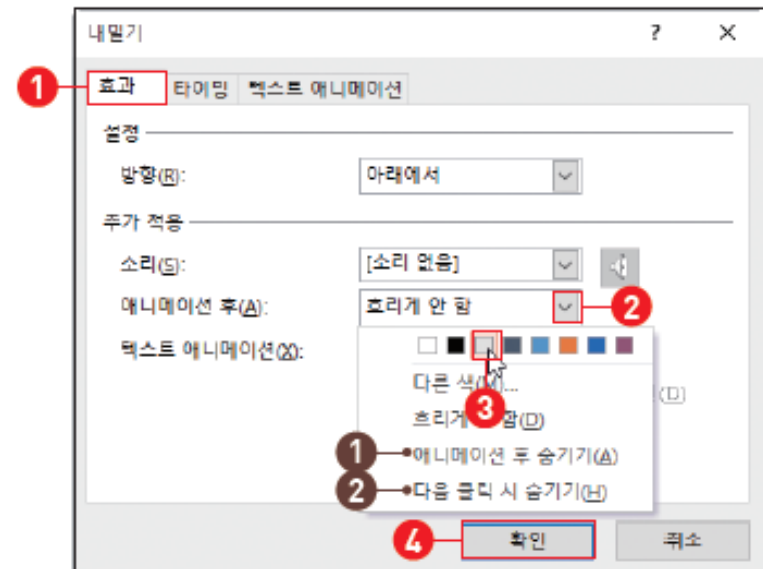 내밀기 ? ×
1 효과 타이밍 텍스트 애니메이션
설정
방향(R): 아래에서
추가 적용
소리(S): [소리 없음]
애니메이션 후(A): 흐리게 안 함 2
텍스트 애니메이션(X):
다른 색(M)...
3 (D)
흐리게 함(D)
1 애니메이션 후 숨기기(A)
2 다음 클릭 시 숨기기(H)
4 확인 취소